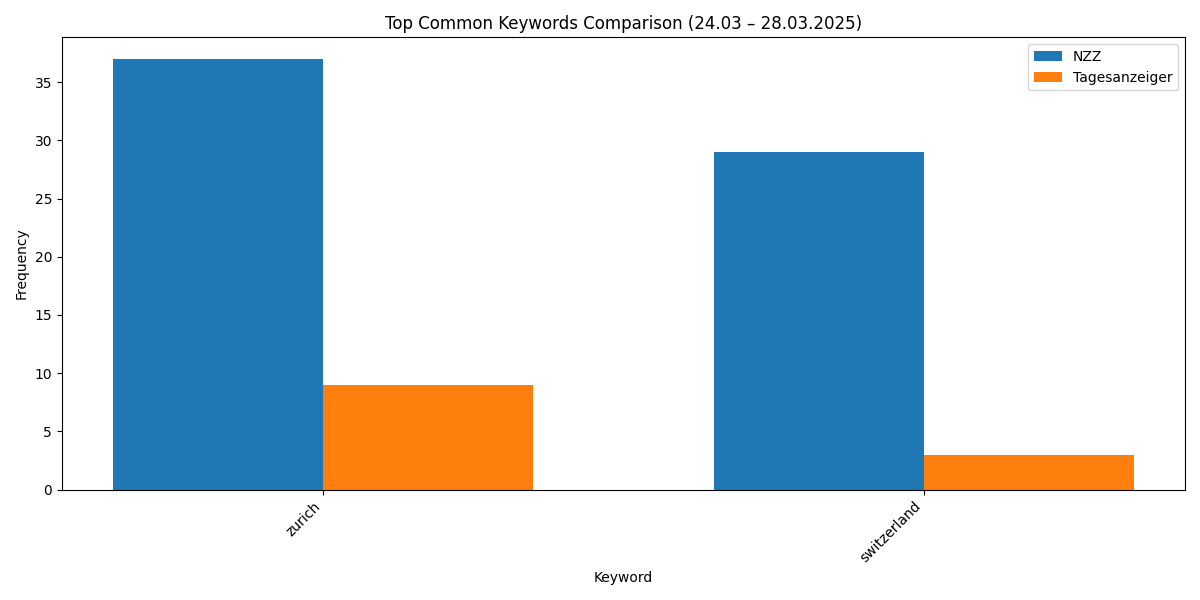 Top Common Keywords Comparison (24.03 – 28.03.2025)
NZZ
Tagesanzeiger
Frequency
35
30
25
20
15
10
5
0
zurich
switzerland
Keyword